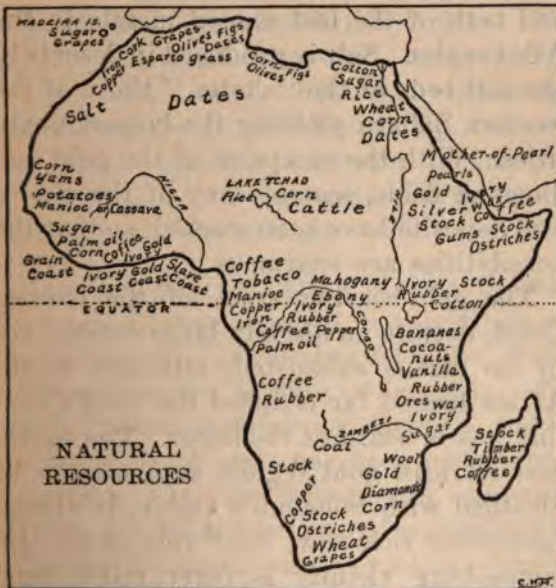 MADEIRA IS.
Sugar
Grapes
Iron Cork Grapes
Copper Olives Figs
Dates
Esparto grass
Salt
Dates
Corn Figs
Olives
Cotton
Sugar
Rice
Wheat
Corn
Dates
Mother-of-Pearl
Pearls
Gold Ivory
Silver Wax
Stock Coffee
Gums Stock
Ostriches
NILE
Corn
Yams
Potatoes
Manioc or Cassava
NIGER
LAKE TCHAD
Rice Corn
Cattle
Sugar
Palm oil
Corn Coffee Gold
Ivory
Grain Coast
Ivory Coast
Gold Coast
Slave Coast
EQUATOR
Coffee
Tobacco
Manioc
Copper
Iron
Mahogany
Ebony
Ivory
Rubber
Coffee Pepper
Palm oil
CONGO
Ivory Stock
Rubber
Cotton
Bananas
Cocoa-
nuts
Vanilla
Rubber
Ores Wax
Ivory
Sugar
Coffee
Rubber
ZAMBEZI
Coal
Stock
Copper
Wool
Gold
Diamonds
Corn
Stock
Ostriches
Wheat
Grapes
Stock
Timber
Rubber
Coffee
NATURAL
RESOURCES